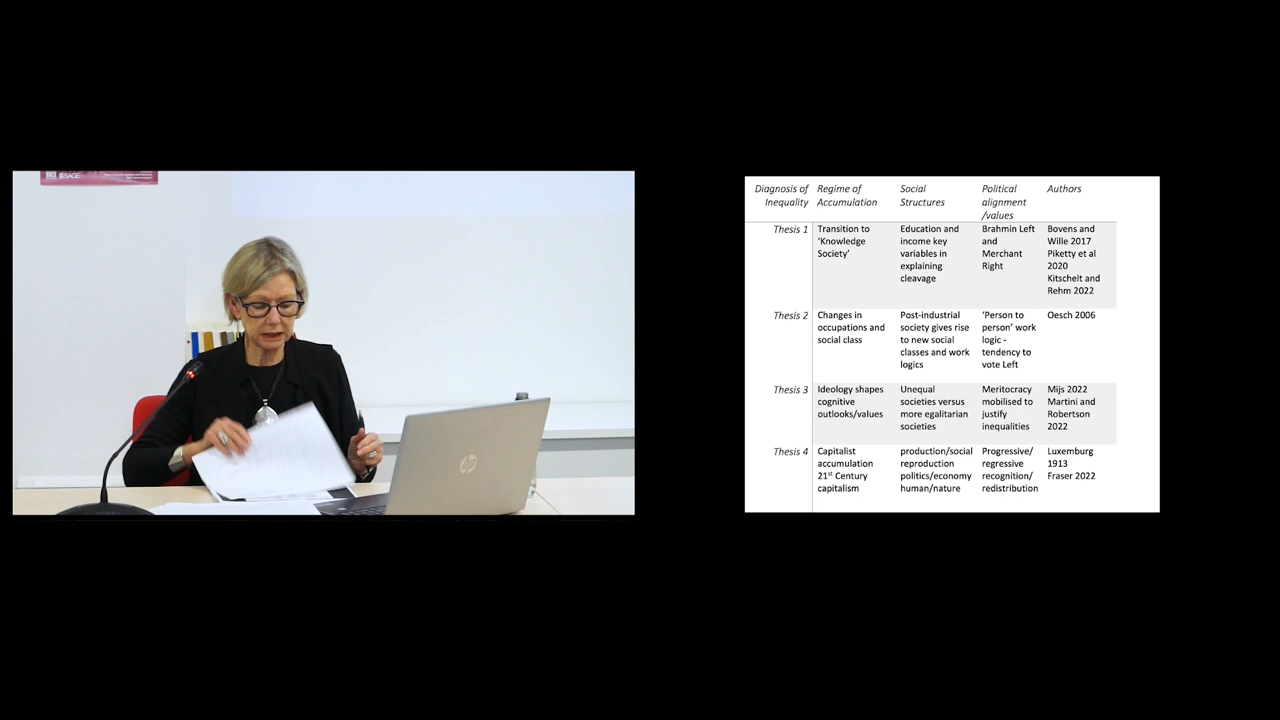 SAGE
hp
Diagnosis of Inequality | Regime of Accumulation | Social Structures | Political alignment /values | Authors
Thesis 1 | Transition to ‘Knowledge Society’ | Education and income key variables in explaining cleavage | Brahmin Left and Merchant Right | Bovens and Wille 2017 Piketty et al 2020 Kitschelt and Rehm 2022
Thesis 2 | Changes in occupations and social class | Post-industrial society gives rise to new social classes and work logics | ‘Person to person’ work logic - tendency to vote Left | Oesch 2006
Thesis 3 | Ideology shapes cognitive outlooks/values | Unequal societies versus more egalitarian societies | Meritocracy mobilised to justify inequalities | Mijs 2022 Martini and Robertson 2022
Thesis 4 | Capitalist accumulation 21st Century capitalism | production/social reproduction politics/economy human/nature | Progressive/ regressive recognition/ redistribution | Luxemburg 1913 Fraser 2022